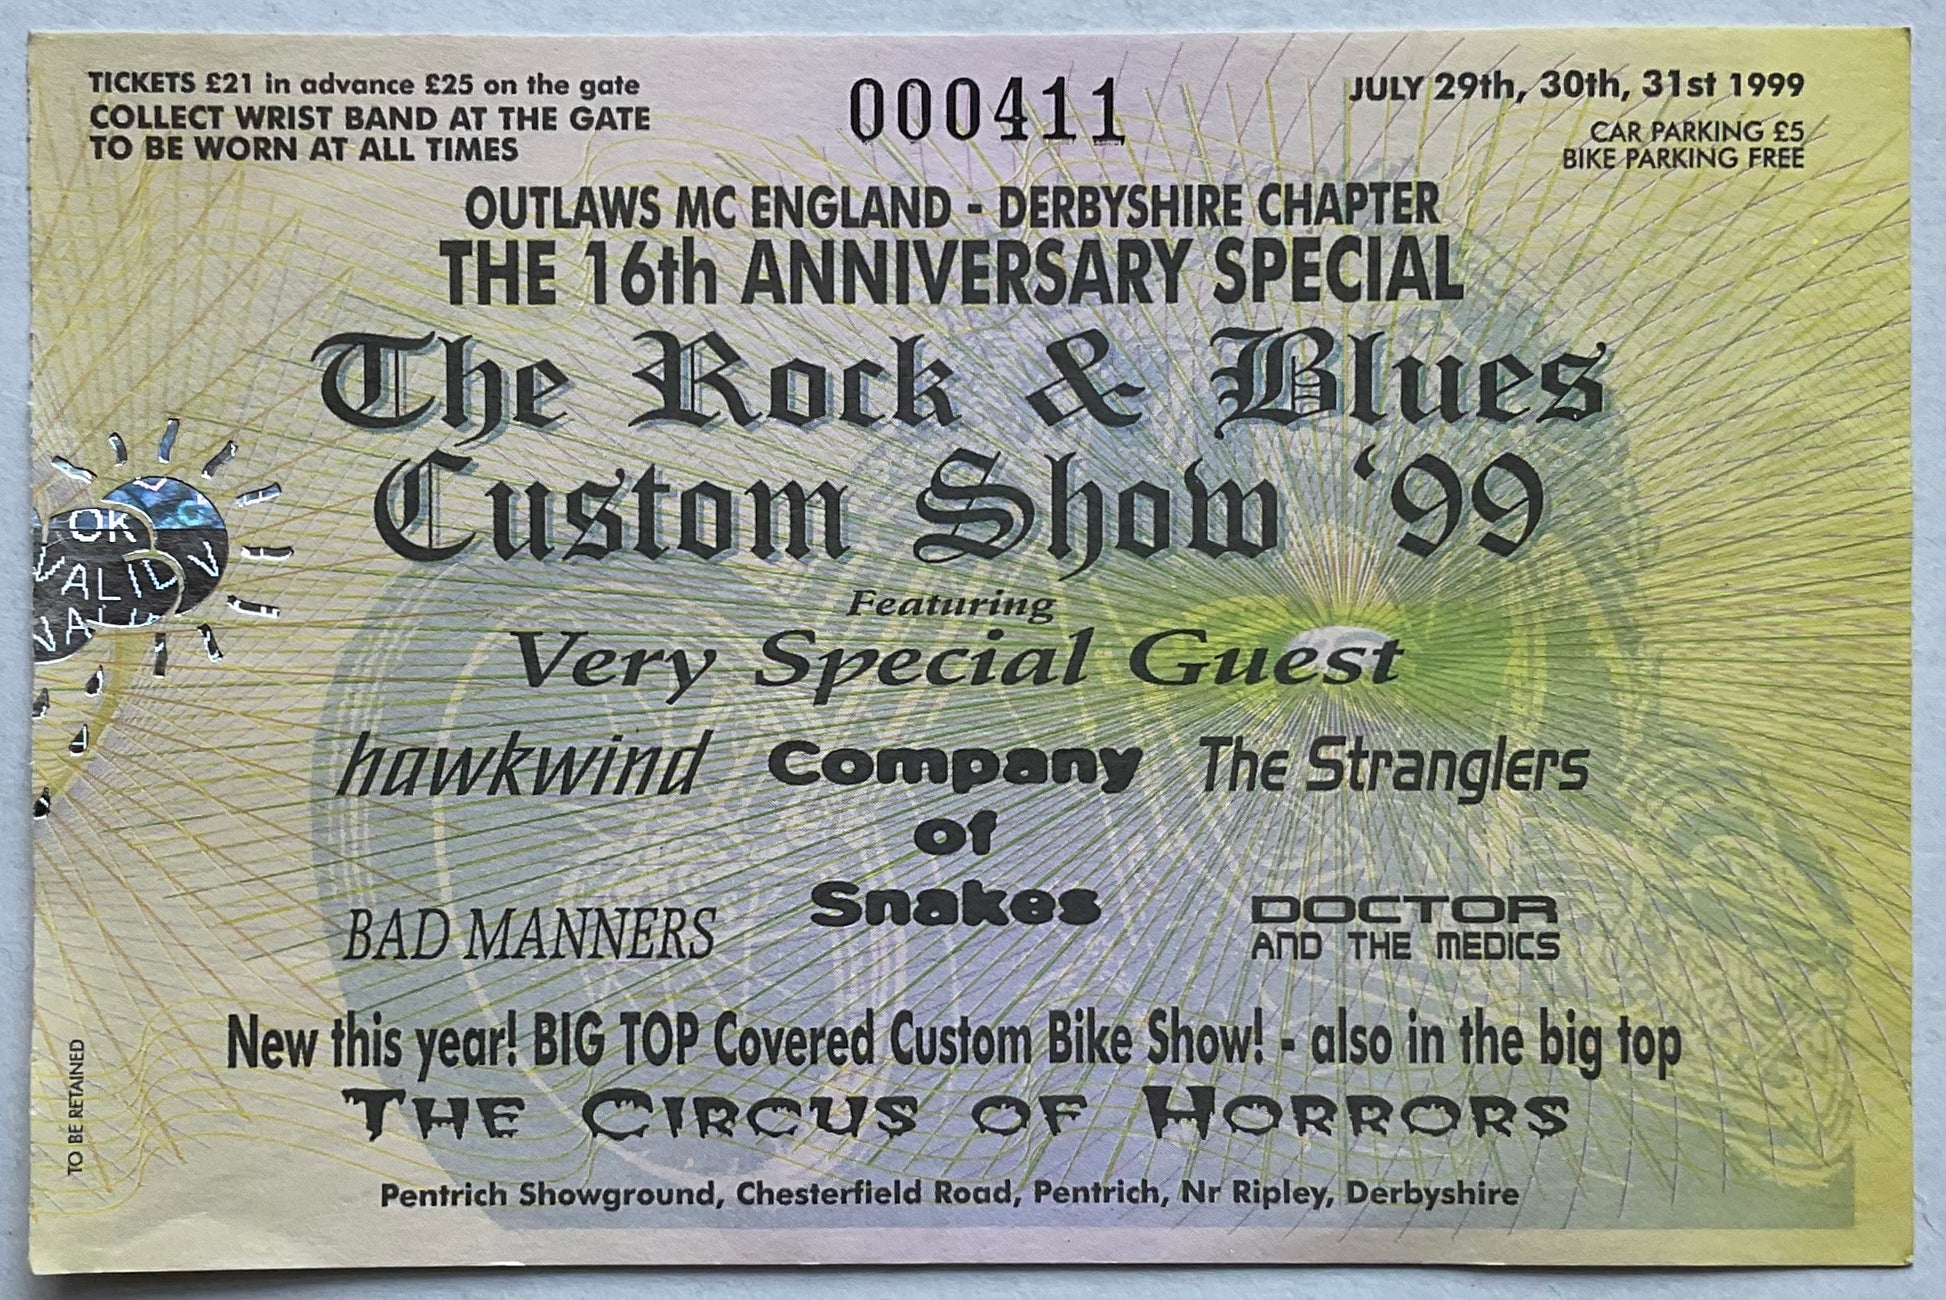 TICKETS £21 in advance £25 on the gate
COLLECT WRIST BAND AT THE GATE
TO BE WORN AT ALL TIMES
000411
JULY 29th, 30th, 31st 1999
CAR PARKING £5
BIKE PARKING FREE
OUTLAWS MC ENGLAND - DERBYSHIRE CHAPTER
THE 16th ANNIVERSARY SPECIAL
The Rock & Blues
Custom Show '99
OK
VALID V
VALI
Featuring
Very Special Guest
hawkwind
Company
of
Snakes
The Stranglers
BAD MANNERS
DOCTOR
AND THE MEDICS
New this year! BIG TOP Covered Custom Bike Show! - also in the big top
THE CIRCUS OF HORRORS
Pentrich Showground, Chesterfield Road, Pentrich, Nr Ripley, Derbyshire
TO BE RETAINED